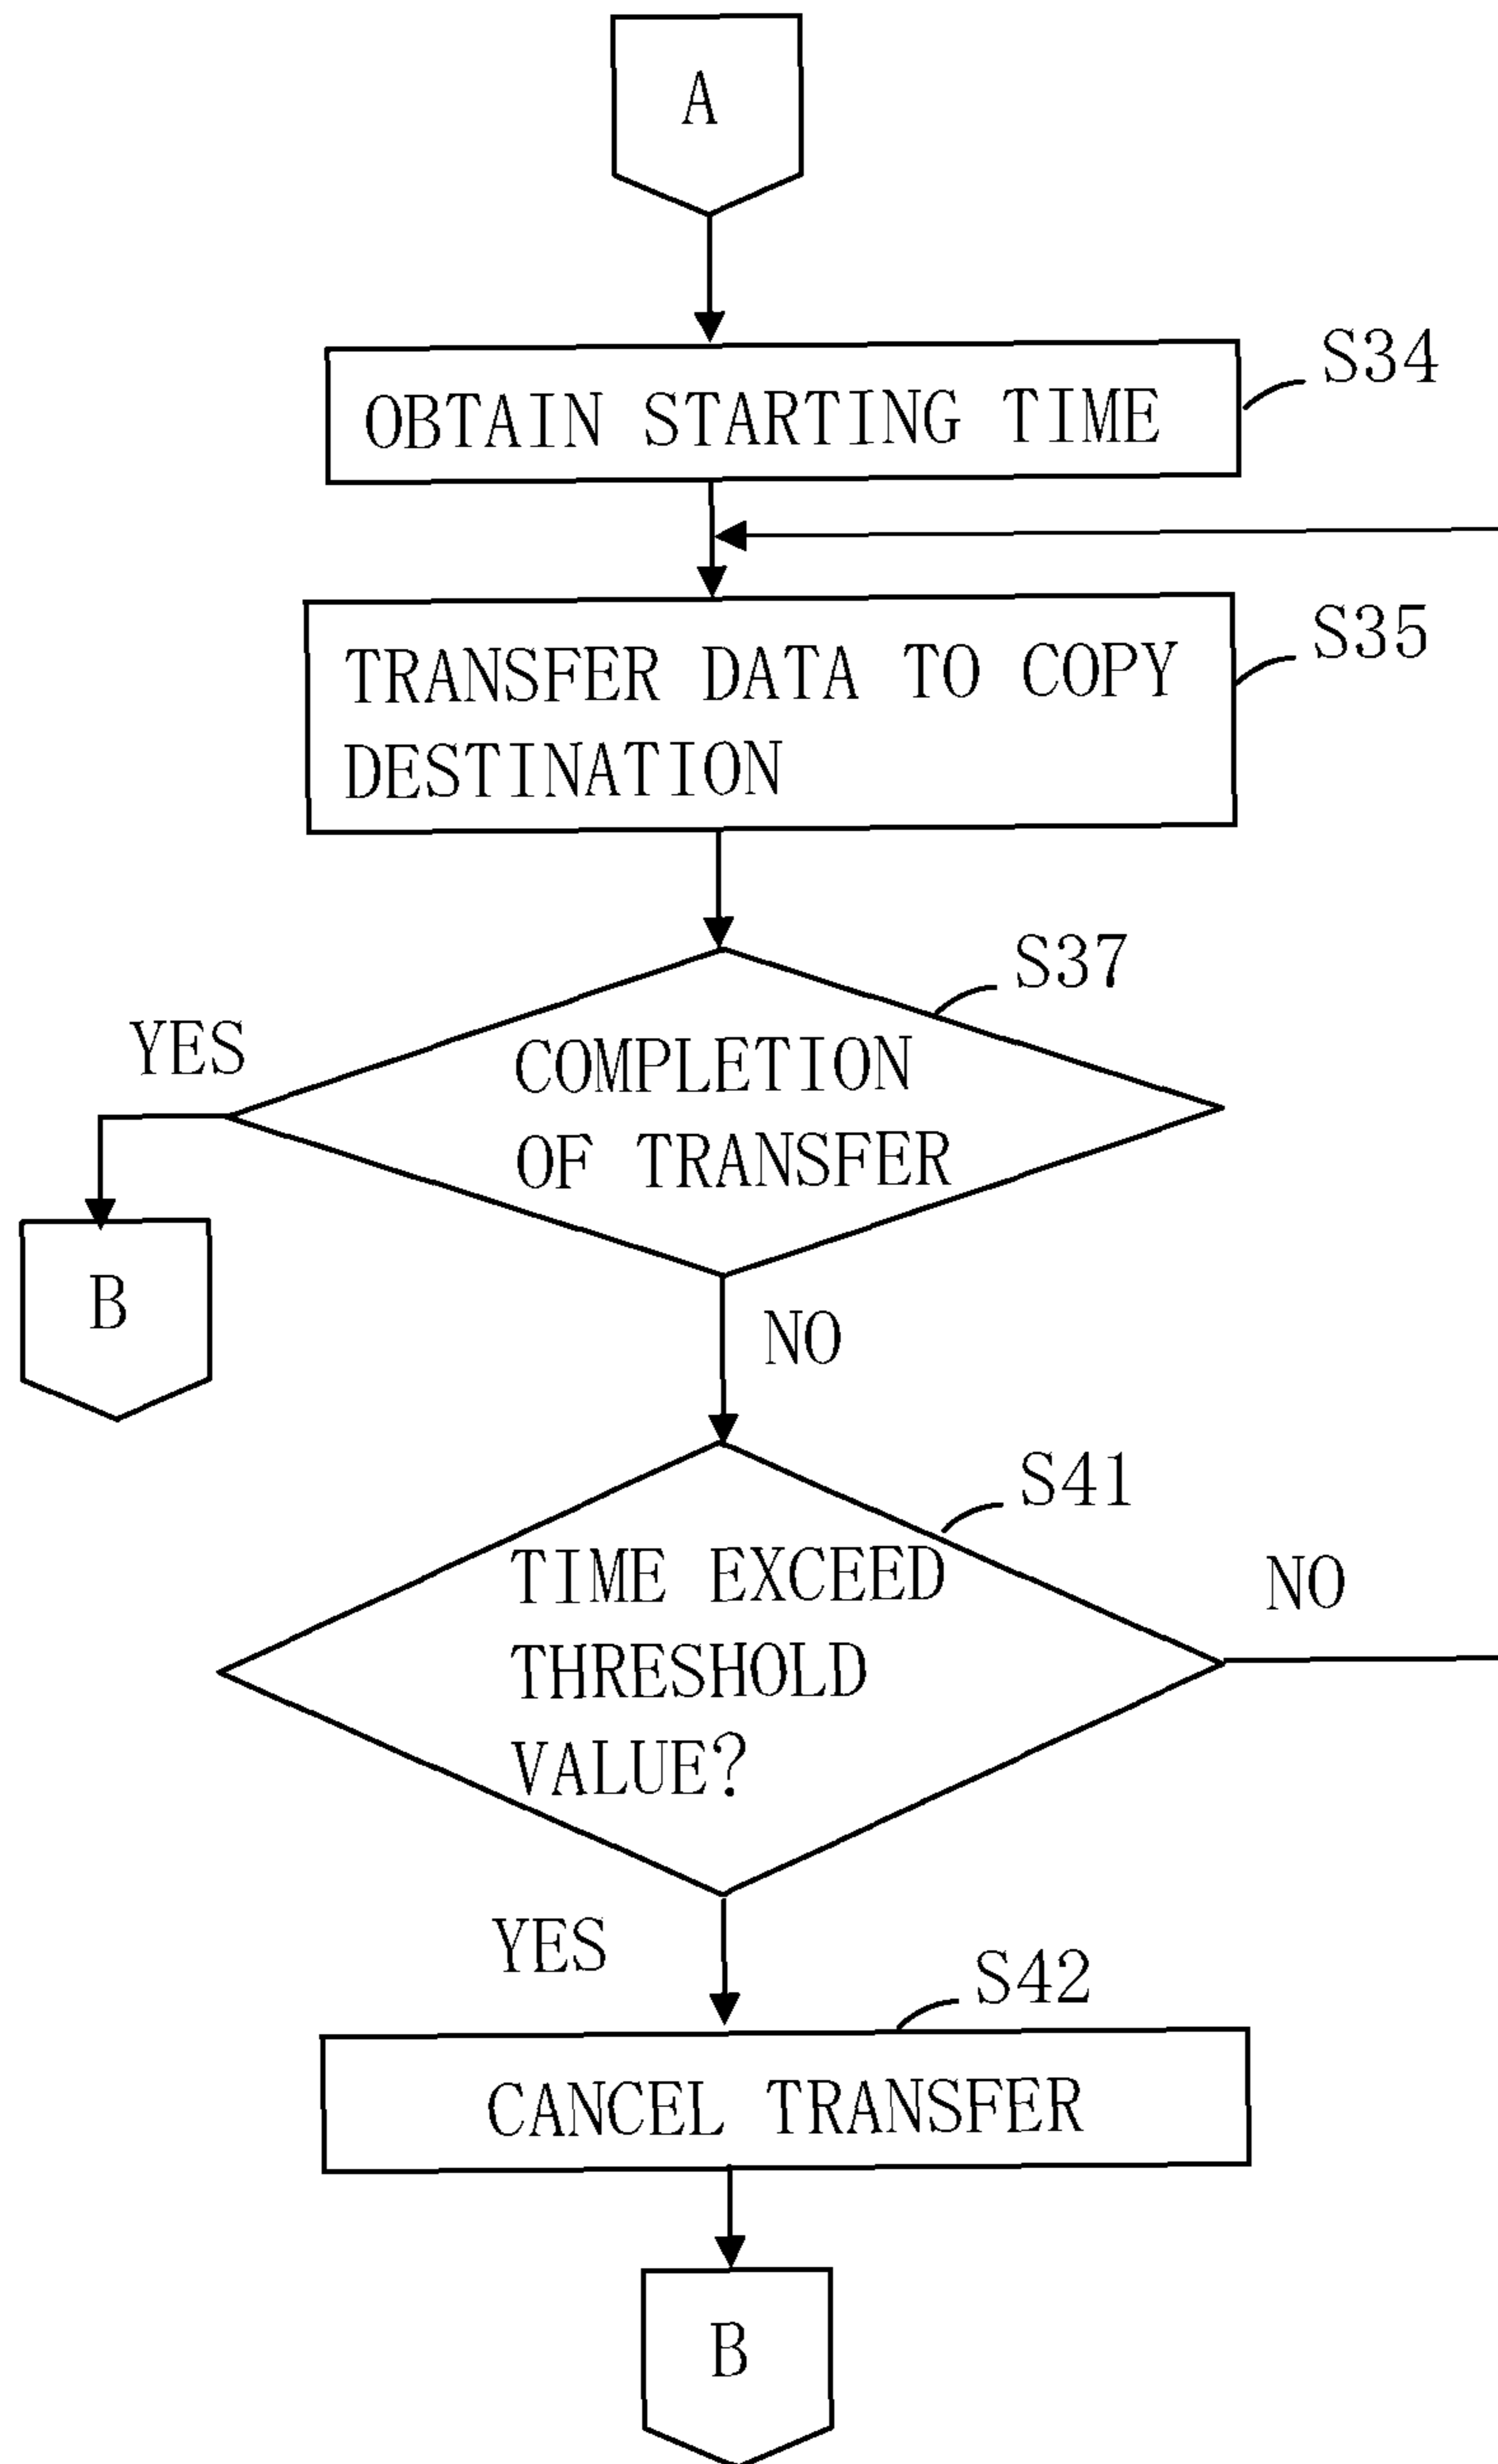 A
OBTAIN STARTING TIME
S34
TRANSFER DATA TO COPY
DESTINATION
S35
S37
YES
COMPLETION
OF TRANSFER
B
NO
S41
TIME EXCEED
THRESHOLD
VALUE?
NO
YES
S42
CANCEL TRANSFER
B